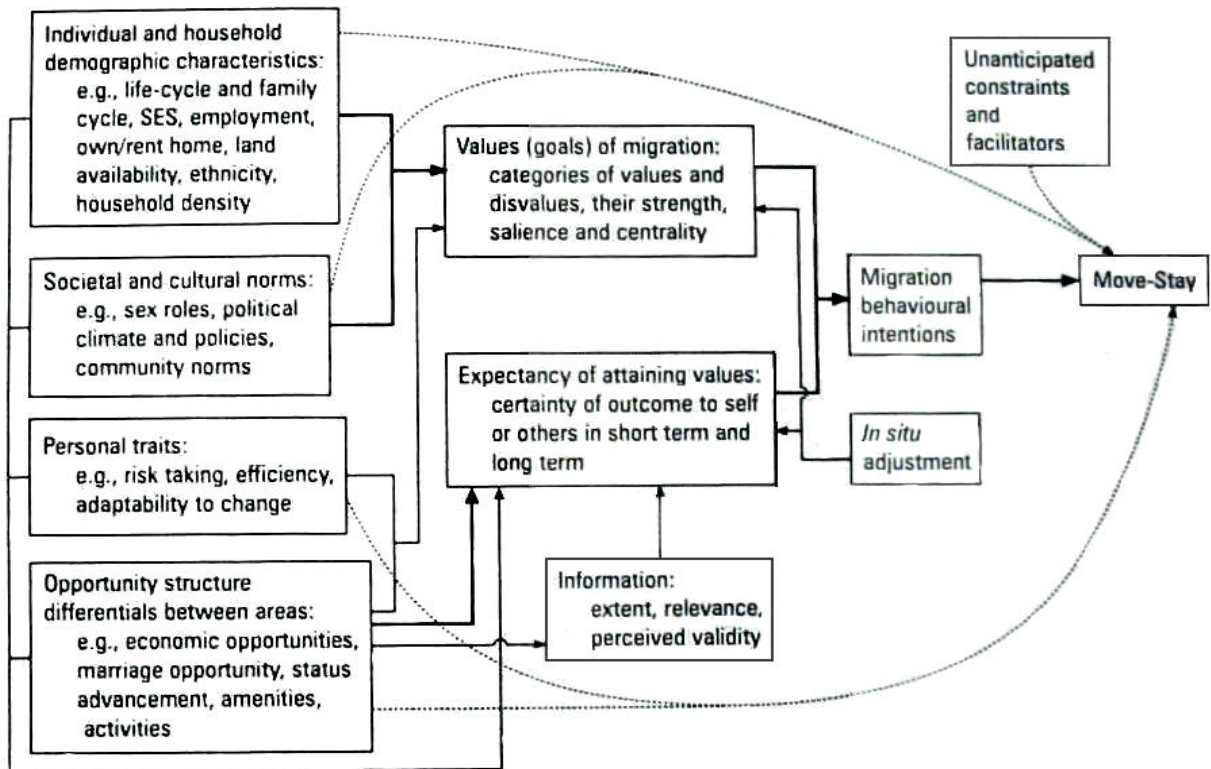 Individual and household
demographic characteristics:
e.g., life-cycle and family
cycle, SES, employment,
own/rent home, land
availability, ethnicity,
household density
Societal and cultural norms:
e.g., sex roles, political
climate and policies,
community norms
Personal traits:
e.g., risk taking, efficiency,
adaptability to change
Opportunity structure
differentials between areas:
e.g., economic opportunities,
marriage opportunity, status
advancement, amenities,
activities
Values (goals) of migration:
categories of values and
disvalues, their strength,
salience and centrality
Expectancy of attaining values:
certainty of outcome to self
or others in short term and
long term
Information:
extent, relevance,
perceived validity
Migration
behavioural
intentions
In situ
adjustment
Unanticipated
constraints
and
facilitators
Move-Stay